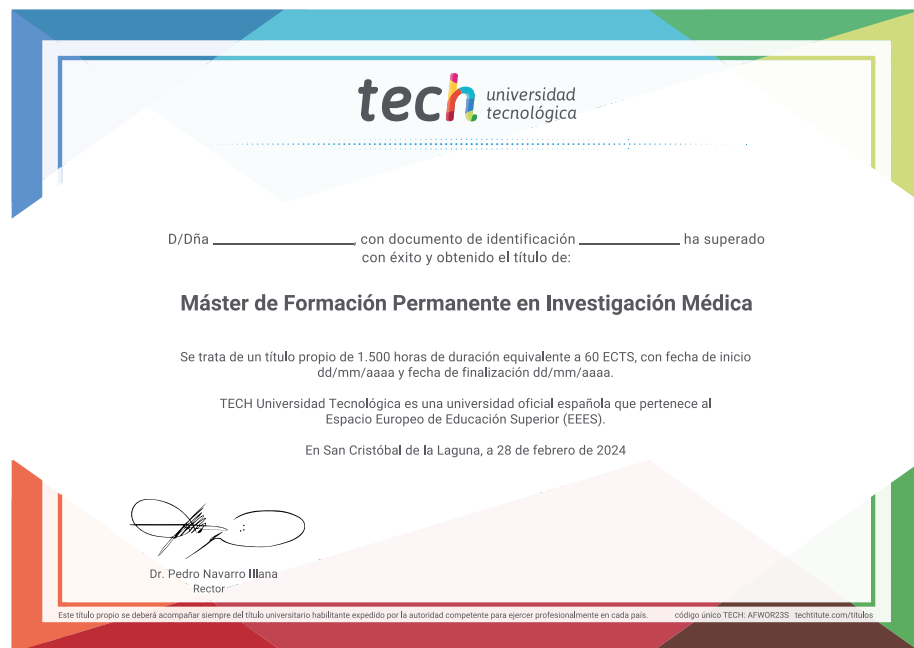 tech universidad
tecnológica
D/Dña ______________, con documento de identificación __________ ha superado
con éxito y obtenido el título de:
Máster de Formación Permanente en Investigación Médica
Se trata de un título propio de 1.500 horas de duración equivalente a 60 ECTS, con fecha de inicio
dd/mm/aaaa y fecha de finalización dd/mm/aaaa.
TECH Universidad Tecnológica es una universidad oficial española que pertenece al
Espacio Europeo de Educación Superior (EEES).
En San Cristóbal de la Laguna, a 28 de febrero de 2024
Dr. Pedro Navarro Illana
Rector
Este título propio se deberá acompañar siempre del título universitario habilitante expedido por la autoridad competente para ejercer profesionalmente en cada país. código único TECH: AFWOR23S techtitute.com/titulos